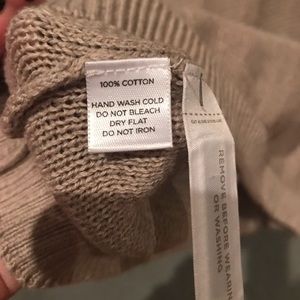 100% COTTON
HAND WASH COLD
DO NOT BLEACH
DRY FLAT
DO NOT IRON
REMOVE BEFORE WEARING
OR WASHING